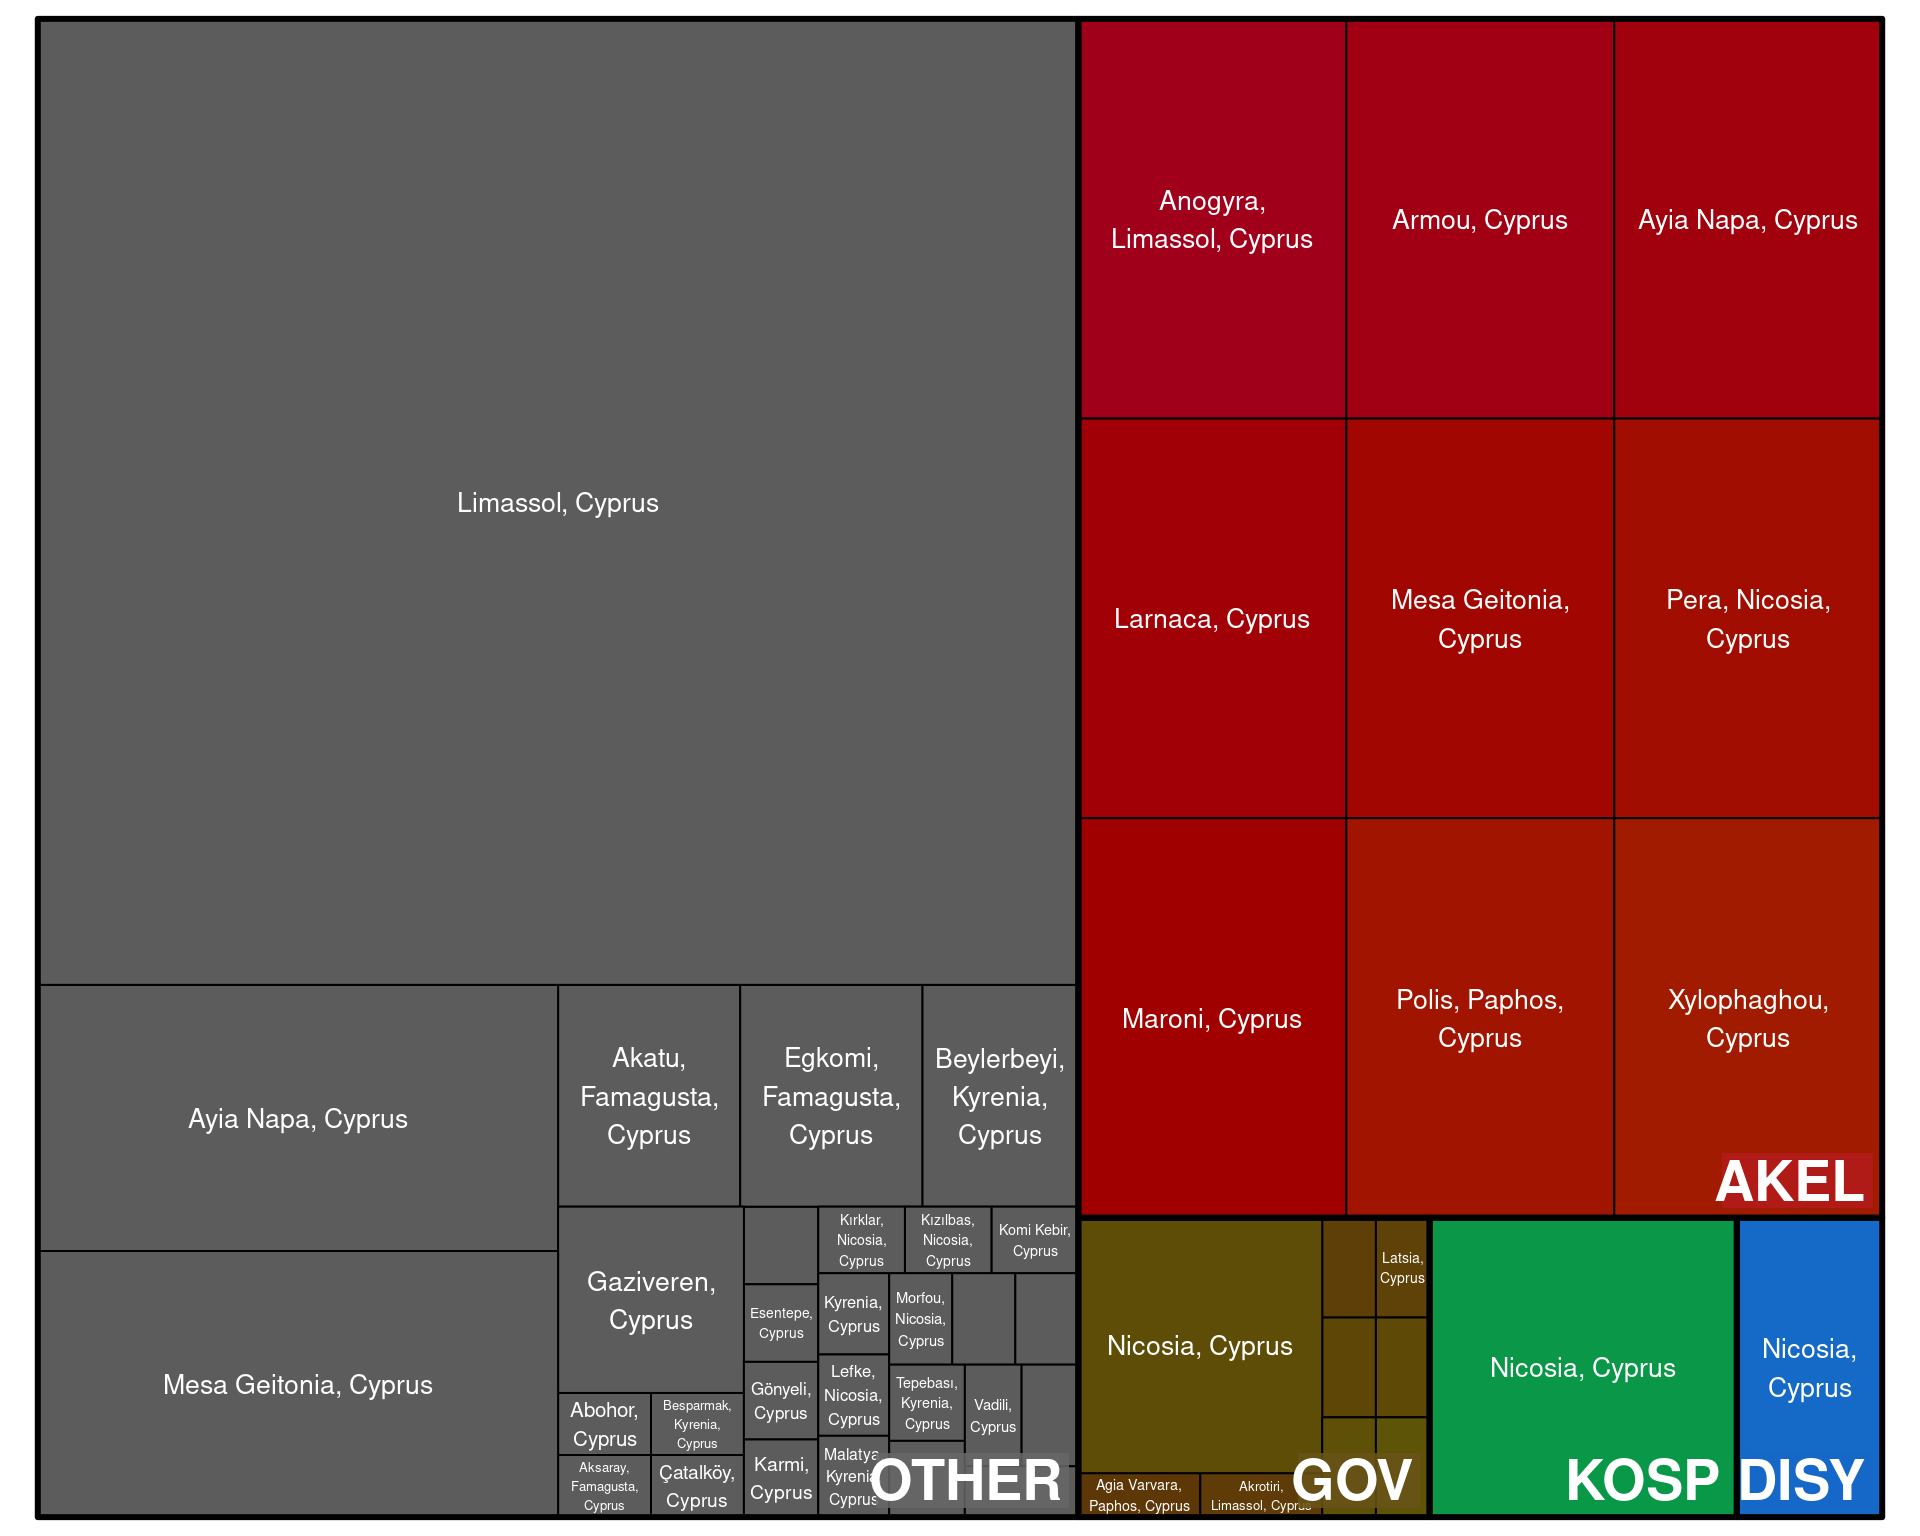 Limassol, Cyprus
Ayia Napa, Cyprus
Mesa Geitonia, Cyprus
Akatu,
Famagusta,
Cyprus
Egkomi,
Famagusta,
Cyprus
Beylerbeyi,
Kyrenia,
Cyprus
Gaziveren,
Cyprus
Abohor,
Cyprus
Besparmak,
Kyrenia,
Cyprus
Aksaray,
Famagusta,
Cyprus
Çatalköy,
Cyprus
Esentepe,
Cyprus
Gönyeli,
Cyprus
Karmi,
Cyprus
Kırklar,
Nicosia,
Cyprus
Kızılbas,
Nicosia,
Cyprus
Komi Kebir,
Cyprus
Kyrenia,
Cyprus
Lefke,
Nicosia,
Cyprus
Malatya
Kyrenia
Cyprus
Morfou,
Nicosia,
Cyprus
Tepebası,
Kyrenia,
Cyprus
Vadili,
Cyprus
OTHER
Anogyra,
Limassol, Cyprus
Armou, Cyprus
Ayia Napa, Cyprus
Larnaca, Cyprus
Mesa Geitonia,
Cyprus
Pera, Nicosia,
Cyprus
Maroni, Cyprus
Polis, Paphos,
Cyprus
Xylophaghou,
Cyprus
AKEL
Nicosia, Cyprus
Latsia,
Cyprus
Agia Varvara,
Paphos, Cyprus
Akrotiri,
Limassol, Cyprus
GOV
Nicosia, Cyprus
KOSP
Nicosia,
Cyprus
DISY